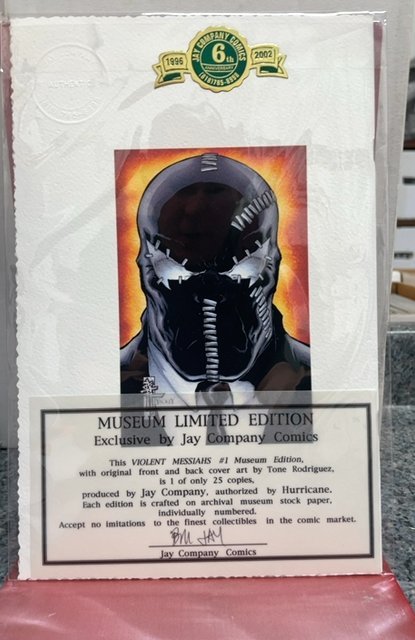 JAY COMPANY COMICS
1996
6th
2002
ANNIVERSARY
MUSEUM LIMITED EDITION
Exclusive by Jay Company Comics
This VIOLENT MESSIAHS #1 Museum Edition,
with original front and back cover art by Tone Rodriguez,
is 1 of only 25 copies,
produced by Jay Company, authorized by Hurricane.
Each edition is crafted on archival museum stock paper,
individually numbered.
Accept no imitations to the finest collectibles in the comic market.
Bill JAY
Jay Company Comics